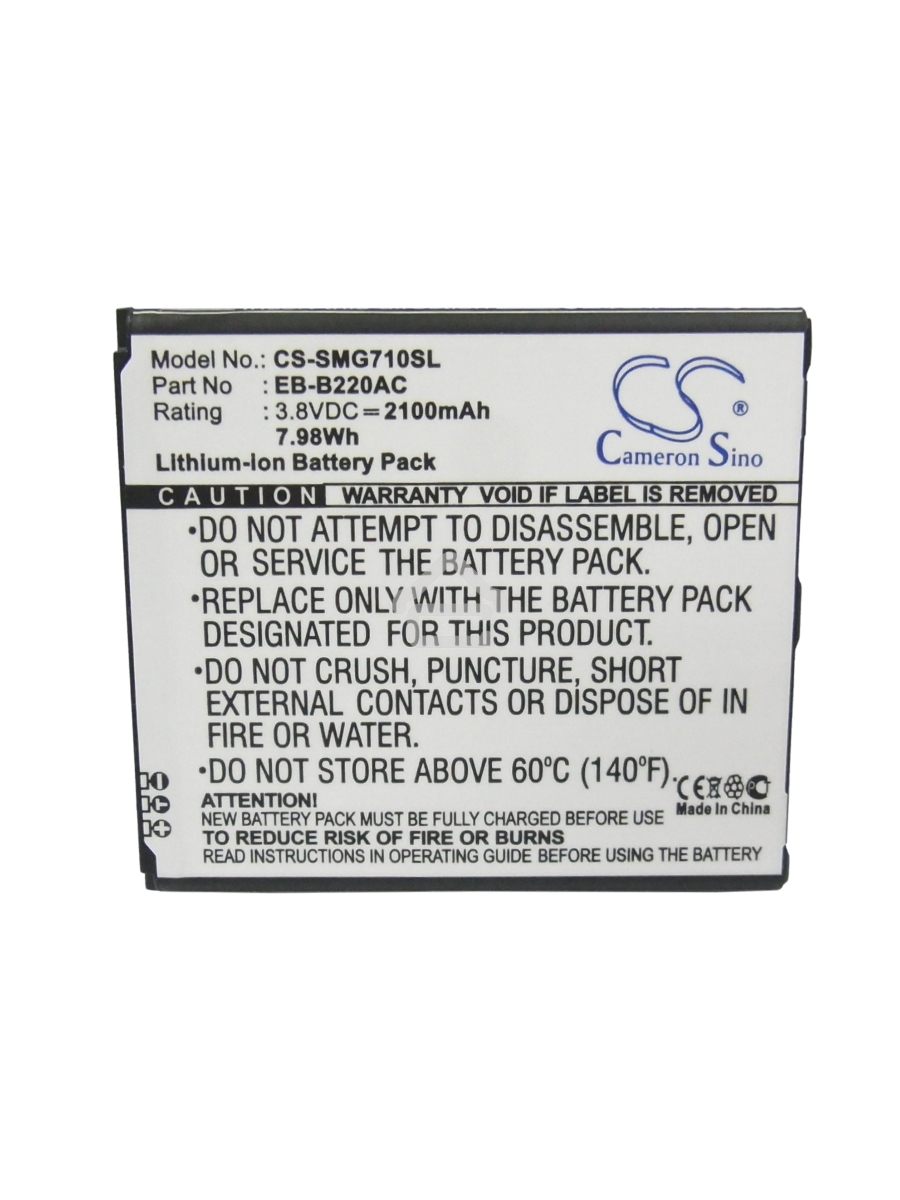 Model No.: CS-SMG710SL
Part No : EB-B220AC
Rating : 3.8VDC = 2100mAh
7.98Wh
Lithium-ion Battery Pack
CS ®
Cameron Sino
CAUTION WARRANTY VOID IF LABEL IS REMOVED
•DO NOT ATTEMPT TO DISASSEMBLE, OPEN
OR SERVICE THE BATTERY PACK.
•REPLACE ONLY WITH THE BATTERY PACK
DESIGNATED FOR THIS PRODUCT.
•DO NOT CRUSH, PUNCTURE, SHORT
EXTERNAL CONTACTS OR DISPOSE OF IN
FIRE OR WATER.
•DO NOT STORE ABOVE 60°C (140°F).
CE
Made In China
ATTENTION!
NEW BATTERY PACK MUST BE FULLY CHARGED BEFORE USE
TO REDUCE RISK OF FIRE OR BURNS
READ INSTRUCTIONS IN OPERATING GUIDE BEFORE USING THE BATTERY